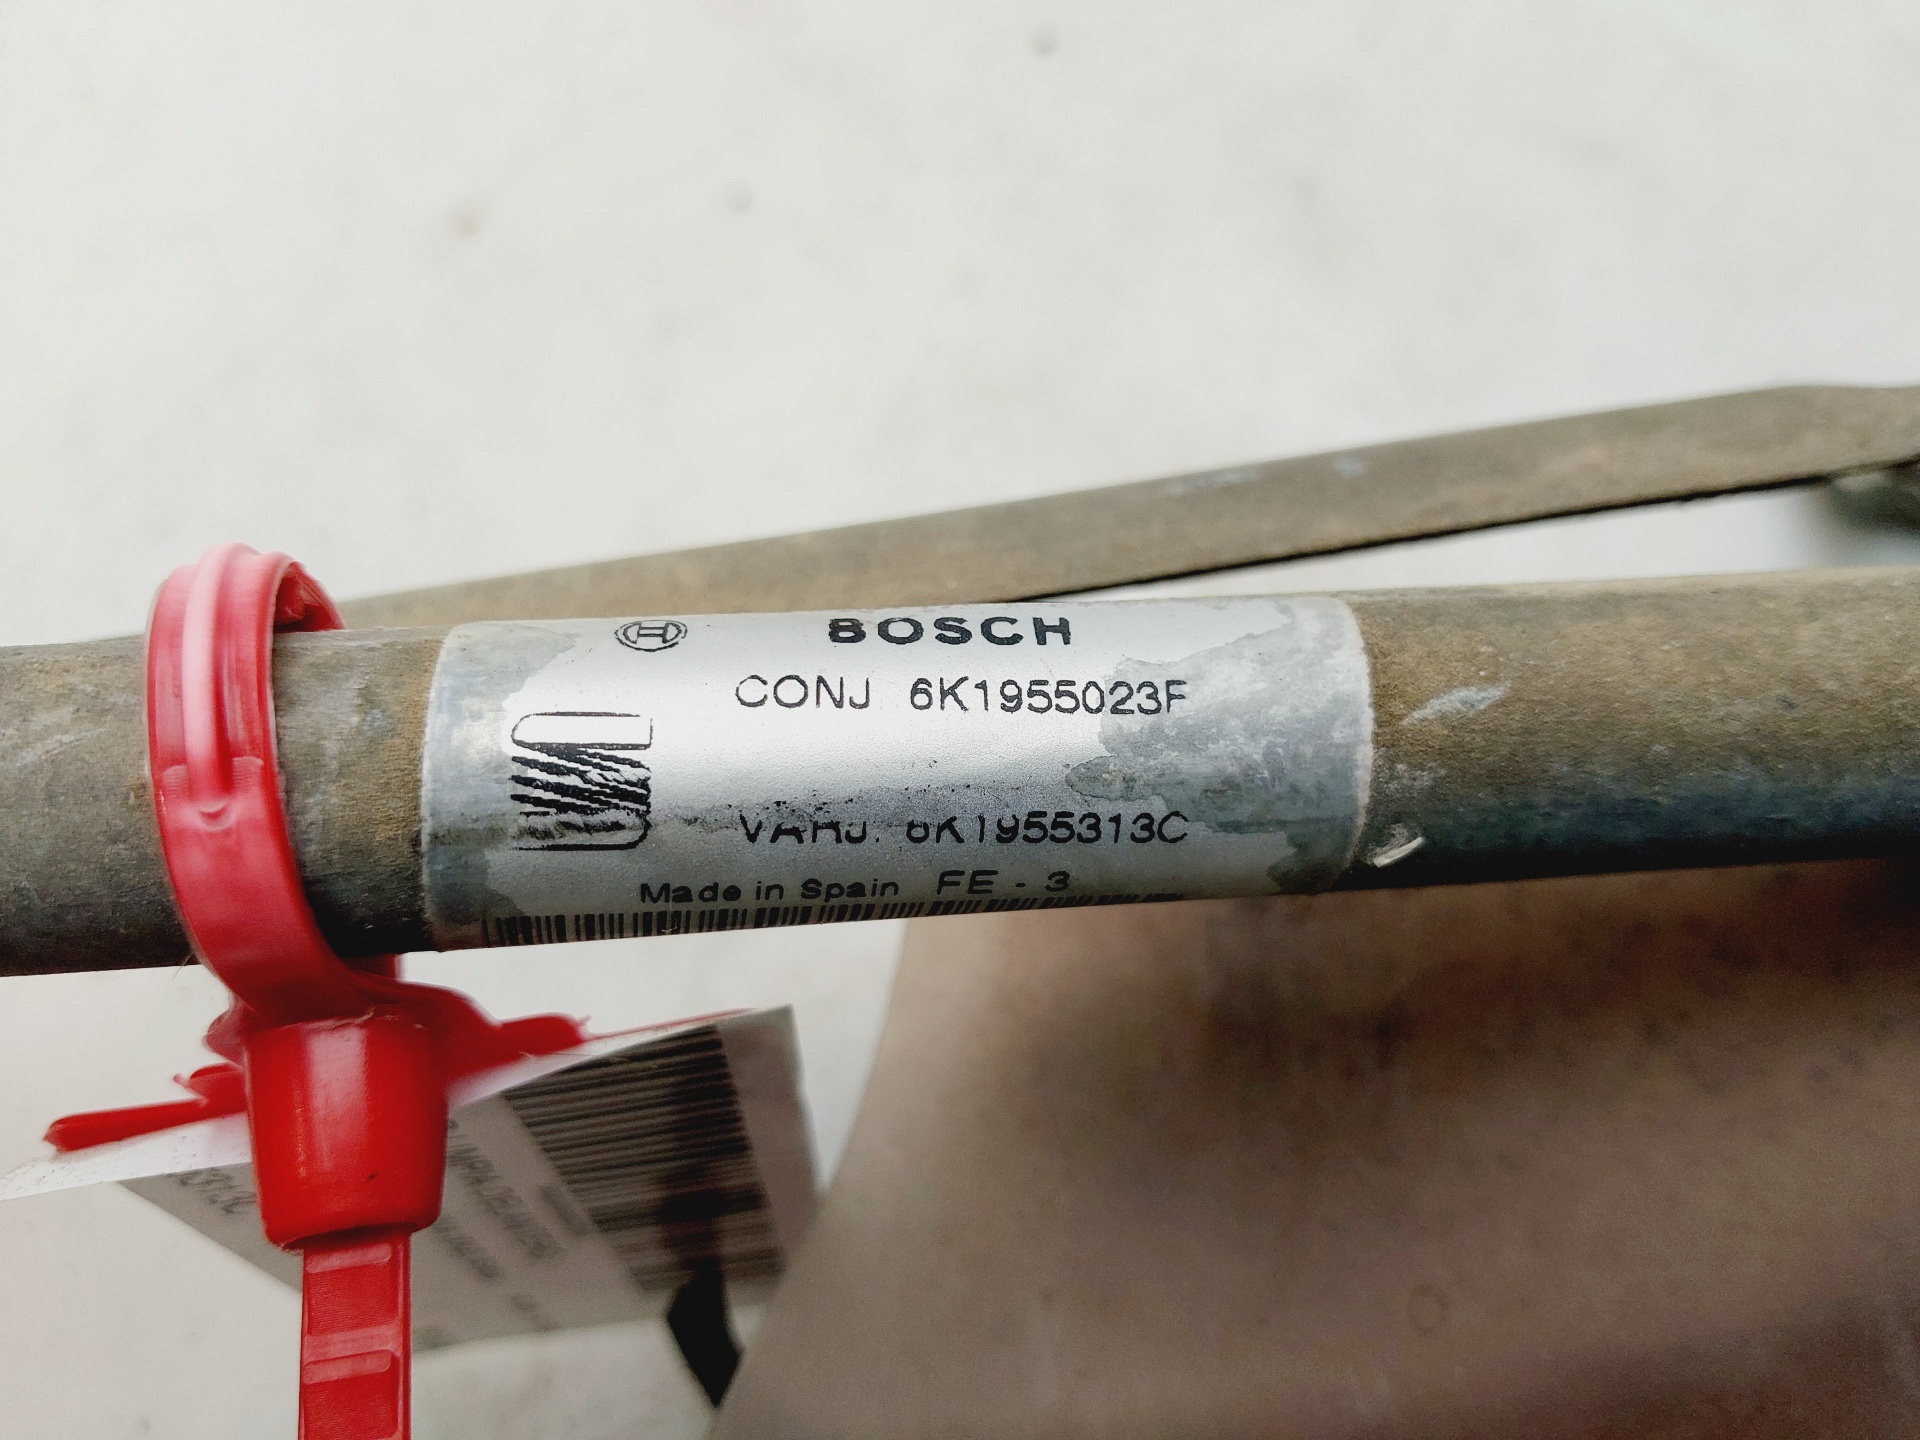 BOSCH
CONJ 6K1955023F
VARJ. 6K1955313C
Made in Spain FE - 3